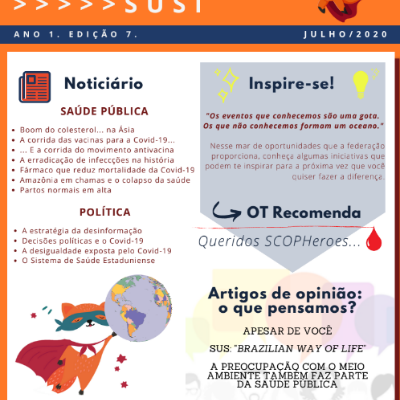 >>>>>SUS!
ANO 1. EDIÇÃO 7.
JULHO/2020
Noticiário
SAÚDE PÚBLICA
Boom do colesterol... na Ásia
A corrida das vacinas para a Covid-19...
... E a corrida do movimento antivacina
A erradicação de infeccções na história
Fármaco que reduz mortalidade da Covid-19
Amazônia em chamas e o colapso da saúde
Partos normais em alta
POLÍTICA
A estratégia da desinformação
Decisões políticas e o Covid-19
A desigualdade exposta pelo Covid-19
O Sistema de Saúde Estaduniense
Inspire-se!
"Os eventos que conhecemos são uma gota.
Os que não conhecemos formam um oceano."
Nesse mar de oportunidades que a federação
proporciona, conheça algumas iniciativas que
podem te inspirar para a próxima vez que você
quiser fazer a diferença.
OT Recomenda
Queridos SCOPHeroes...
Artigos de opinião:
o que pensamos?
APESAR DE VOCÊ
SUS: "BRAZILIAN WAY OF LIFE"
A PREOCUPAÇÃO COM O MEIO
AMBIENTE TAMBÉM FAZ PARTE
DA SAÚDE PÚBLICA